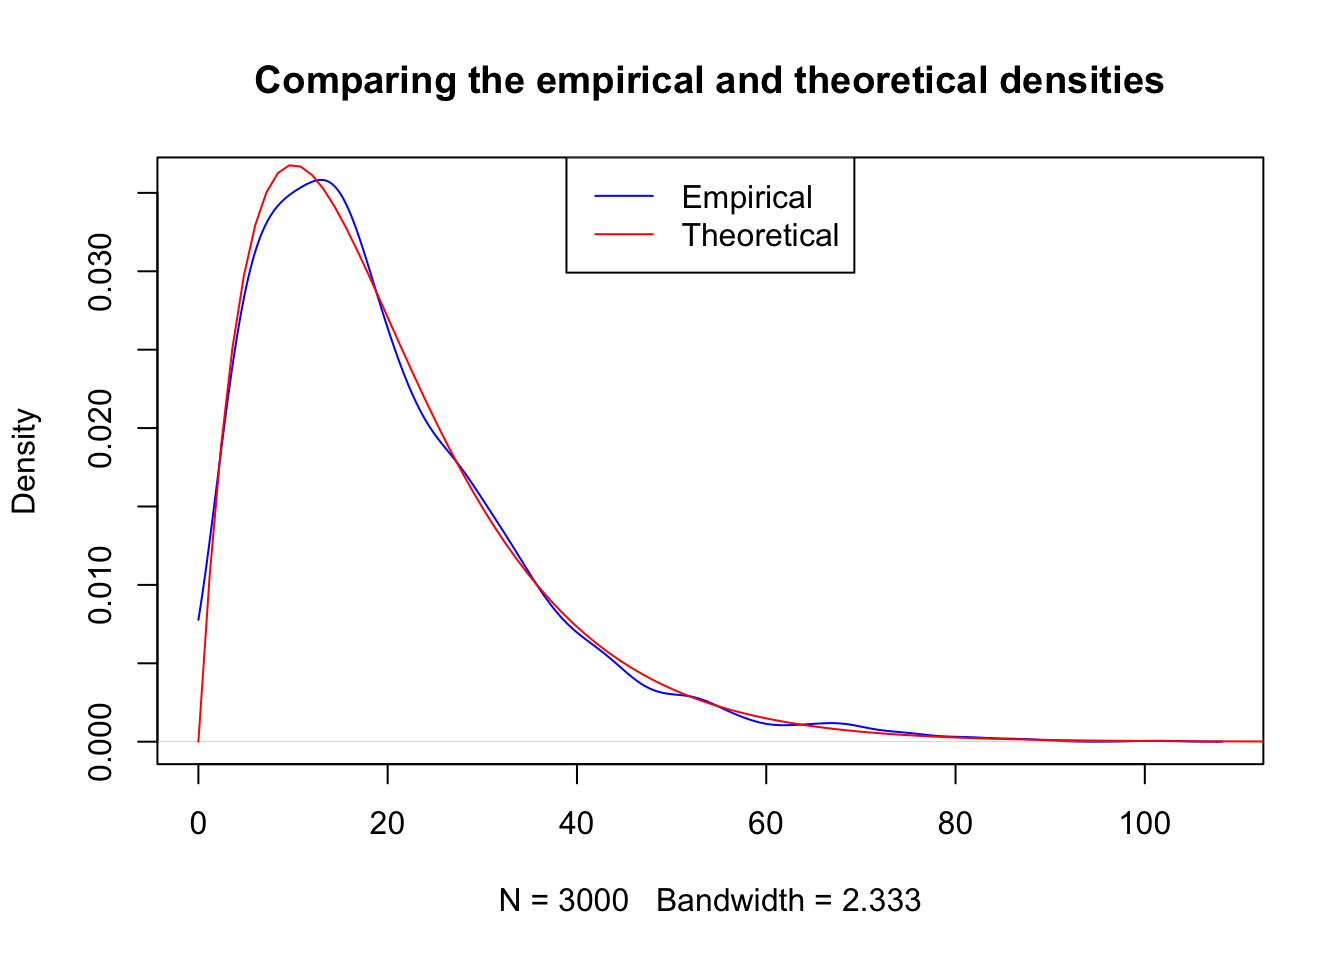 Comparing the empirical and theoretical densities
Empirical
Theoretical
Density
0.000
0.010
0.020
0.030
0
20
40
60
80
100
N = 3000   Bandwidth = 2.333